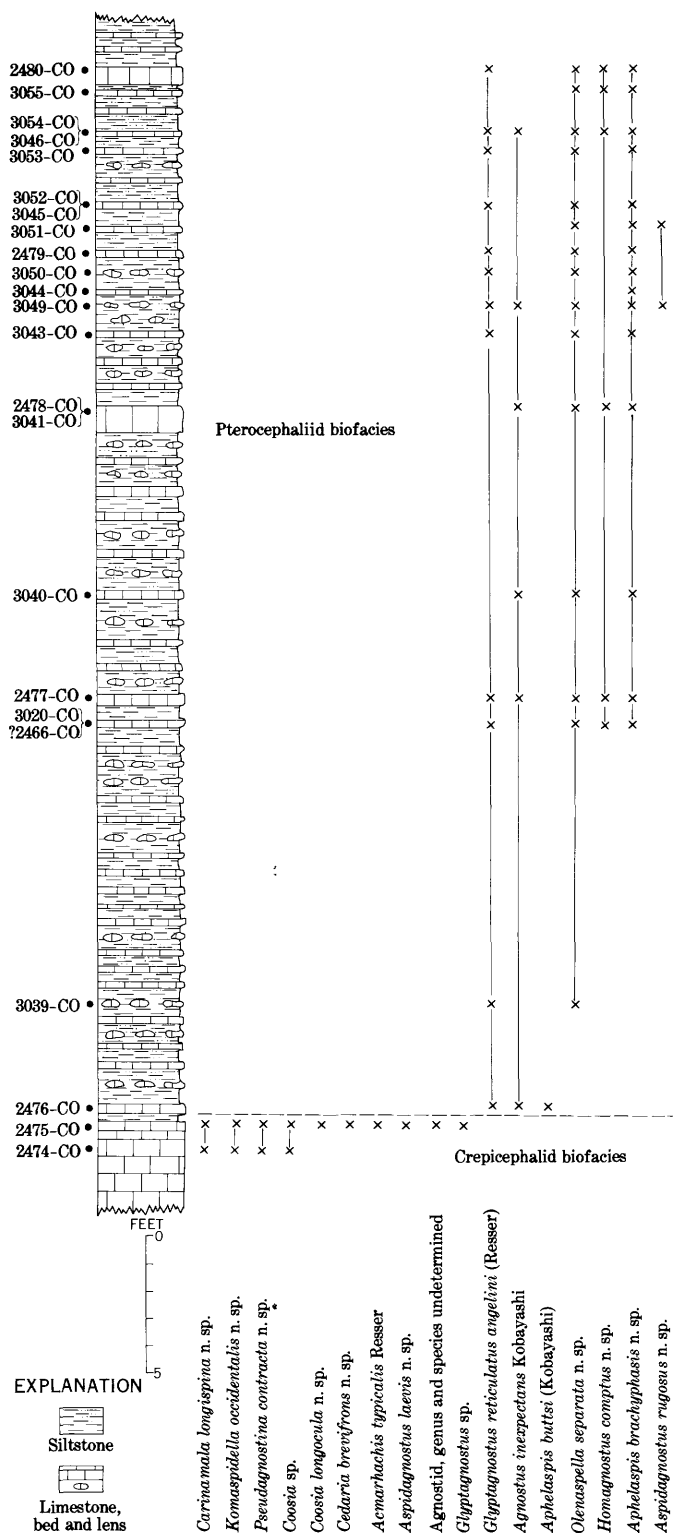 2480-CO
3055-CO
3054-CO
3046-CO
3053-CO
3052-CO
3045-CO
3051-CO
2479-CO
3050-CO
3044-CO
3049-CO
3043-CO
2478-CO
3041-CO
Pterocephaliid biofacies
3040-CO
2477-CO
3020-CO
?2466-CO
3039-CO
2476-CO
2475-CO
2474-CO
Crepicephalid biofacies
FEET
0
5
EXPLANATION
Siltstone
Limestone,
bed and lens
Carinamala longispina n. sp.
Komaspidella occidentalis n. sp.
Pseudagnostina contracta n. sp.*
Coosia sp.
Coosia longocula n. sp.
Cedaria brevifrons n. sp.
Acmarhachis typicalis Resser
Aspidagnostus laevis n. sp.
Agnostid, genus and species undetermined
Glyptagnostus sp.
Glyptagnostus reticulatus angelini (Resser)
Agnostus inexpectans Kobayashi
Aphelaspis buttsi (Kobayashi)
Olenaspella separata n. sp.
Homagnostus comptus n. sp.
Aphelaspis brachyphasis n. sp.
Aspidagnostus rugosus n. sp.